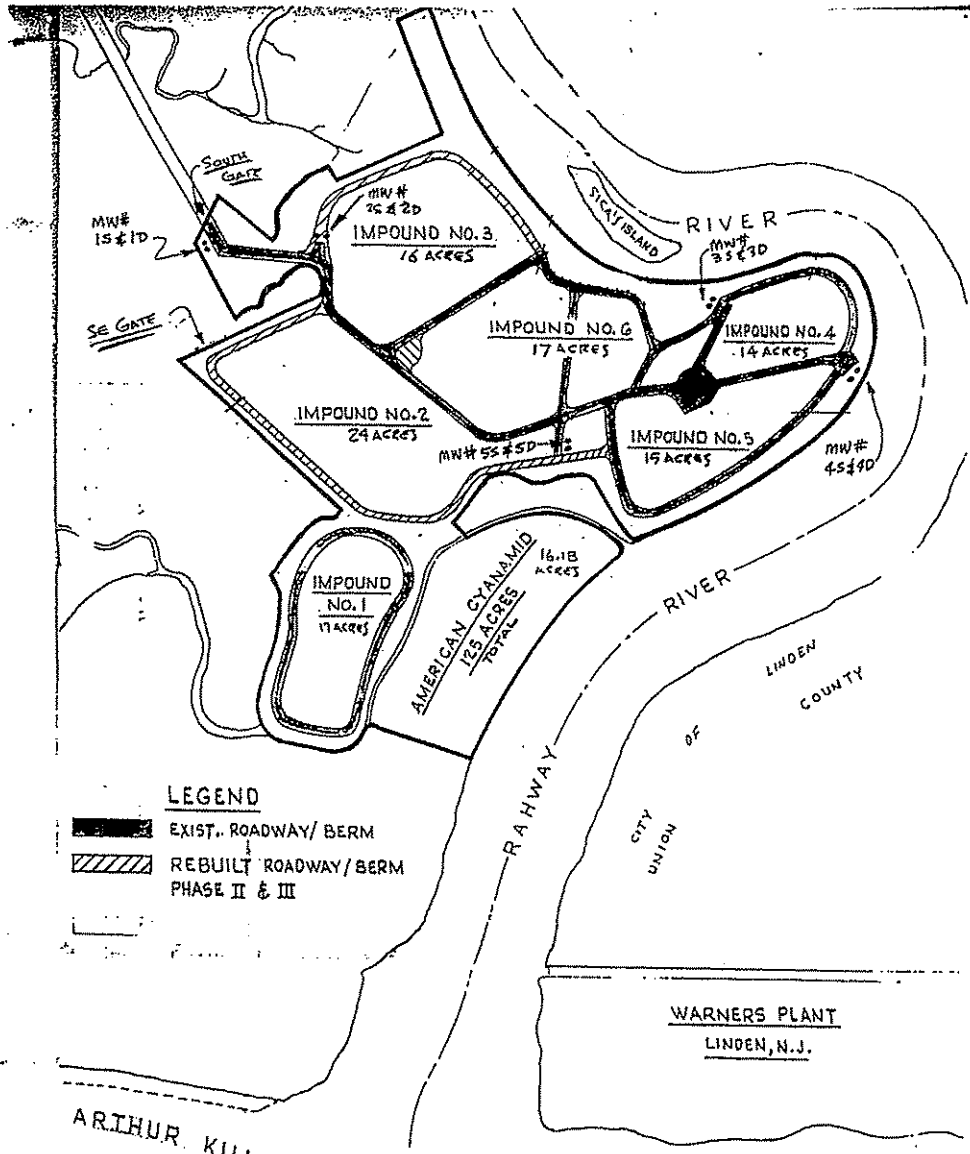 SOUTH
GATE
MW#
1S & 1D
MW#
2S & 2D
IMPOUND NO.3
16 ACRES
SICA'S ISLAND
RIVER
MW#
3S & 3D
SE GATE
IMPOUND NO.6
17 ACRES
IMPOUND NO.4
14 ACRES
IMPOUND NO.2
24 ACRES
MW# 5S & 5D
IMPOUND NO.5
15 ACRES
MW#
4S & 4D
IMPOUND
NO.1
17 ACRES
AMERICAN CYANAMID
125 ACRES
TOTAL
16.18
ACRES
RIVER
RAHWAY
LINDEN
COUNTY
OF
CITY
UNION
LEGEND
EXIST. ROADWAY/BERM
REBUILT ROADWAY/BERM
PHASE II & III
WARNERS PLANT
LINDEN, N.J.
ARTHUR